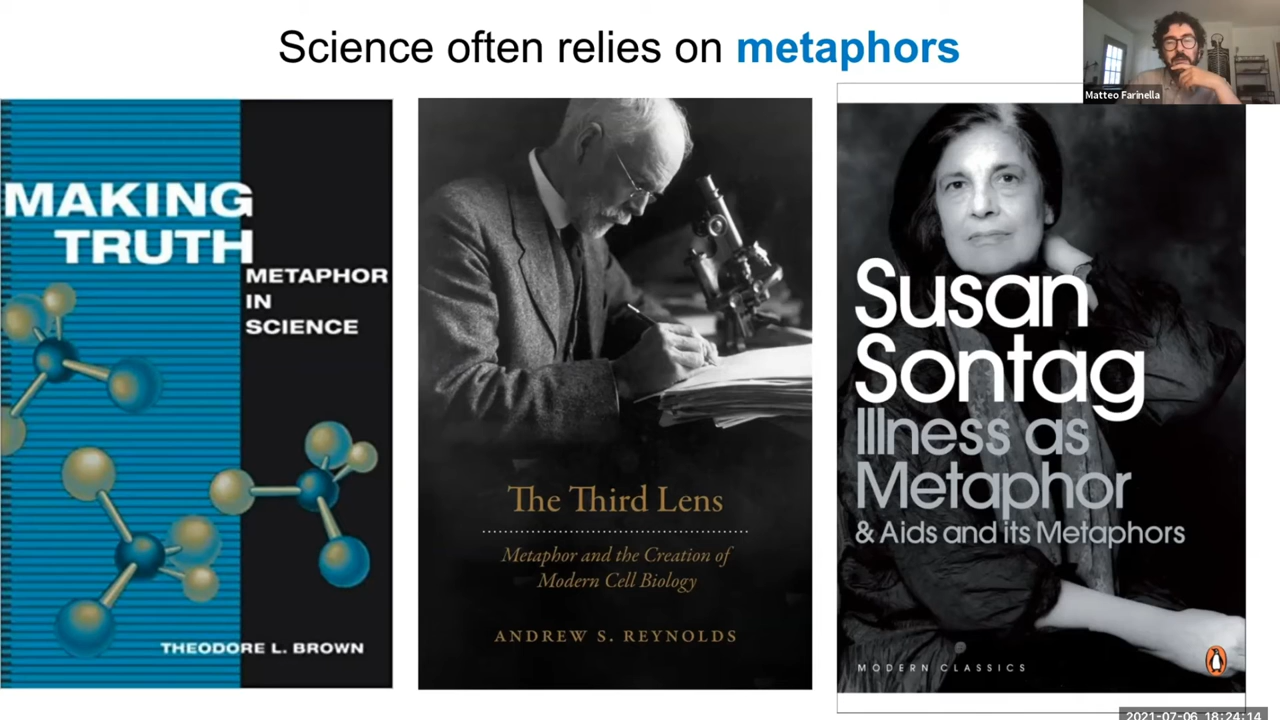 Science often relies on metaphors
Matteo Farinella
MAKING
TRUTH
METAPHOR
IN
SCIENCE
THEODORE L. BROWN
The Third Lens
Metaphor and the Creation of
Modern Cell Biology
ANDREW S. REYNOLDS
Susan
Sontag
Illness as
Metaphor
& Aids and its Metaphors
MODERN CLASSICS
2021-07-06 18:24:14